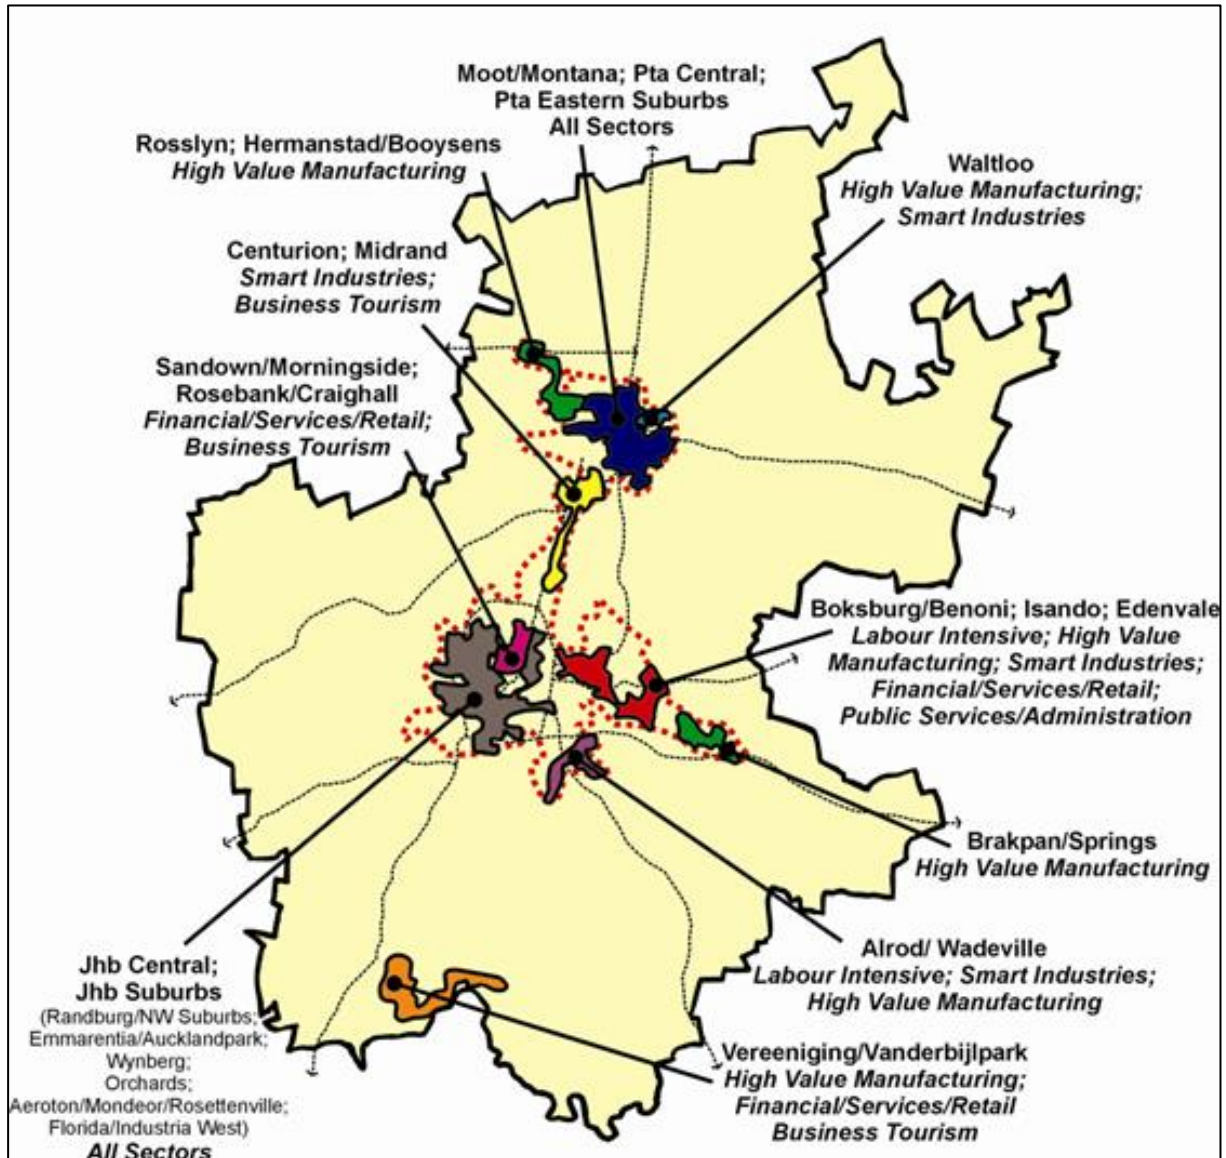 Moot/Montana; Pta Central;
Pta Eastern Suburbs
All Sectors
Rosslyn; Hermanstad/Booysens
High Value Manufacturing
Waltloo
High Value Manufacturing;
Smart Industries
Centurion; Midrand
Smart Industries;
Business Tourism
Sandown/Morningside;
Rosebank/Craighall
Financial/Services/Retail;
Business Tourism
Boksburg/Benoni; Isando; Edenvale
Labour Intensive; High Value
Manufacturing; Smart Industries;
Financial/Services/Retail;
Public Services/Administration
Brakpan/Springs
High Value Manufacturing
Alrod/ Wadeville
Labour Intensive; Smart Industries;
High Value Manufacturing
Jhb Central;
Jhb Suburbs
(Randburg/NW Suburbs;
Emmarentia/Aucklandpark;
Wynberg;
Orchards;
Aeroton/Mondeor/Rosettenville;
Florida/Industria West)
All Sectors
Vereeniging/Vanderbijlpark
High Value Manufacturing;
Financial/Services/Retail
Business Tourism